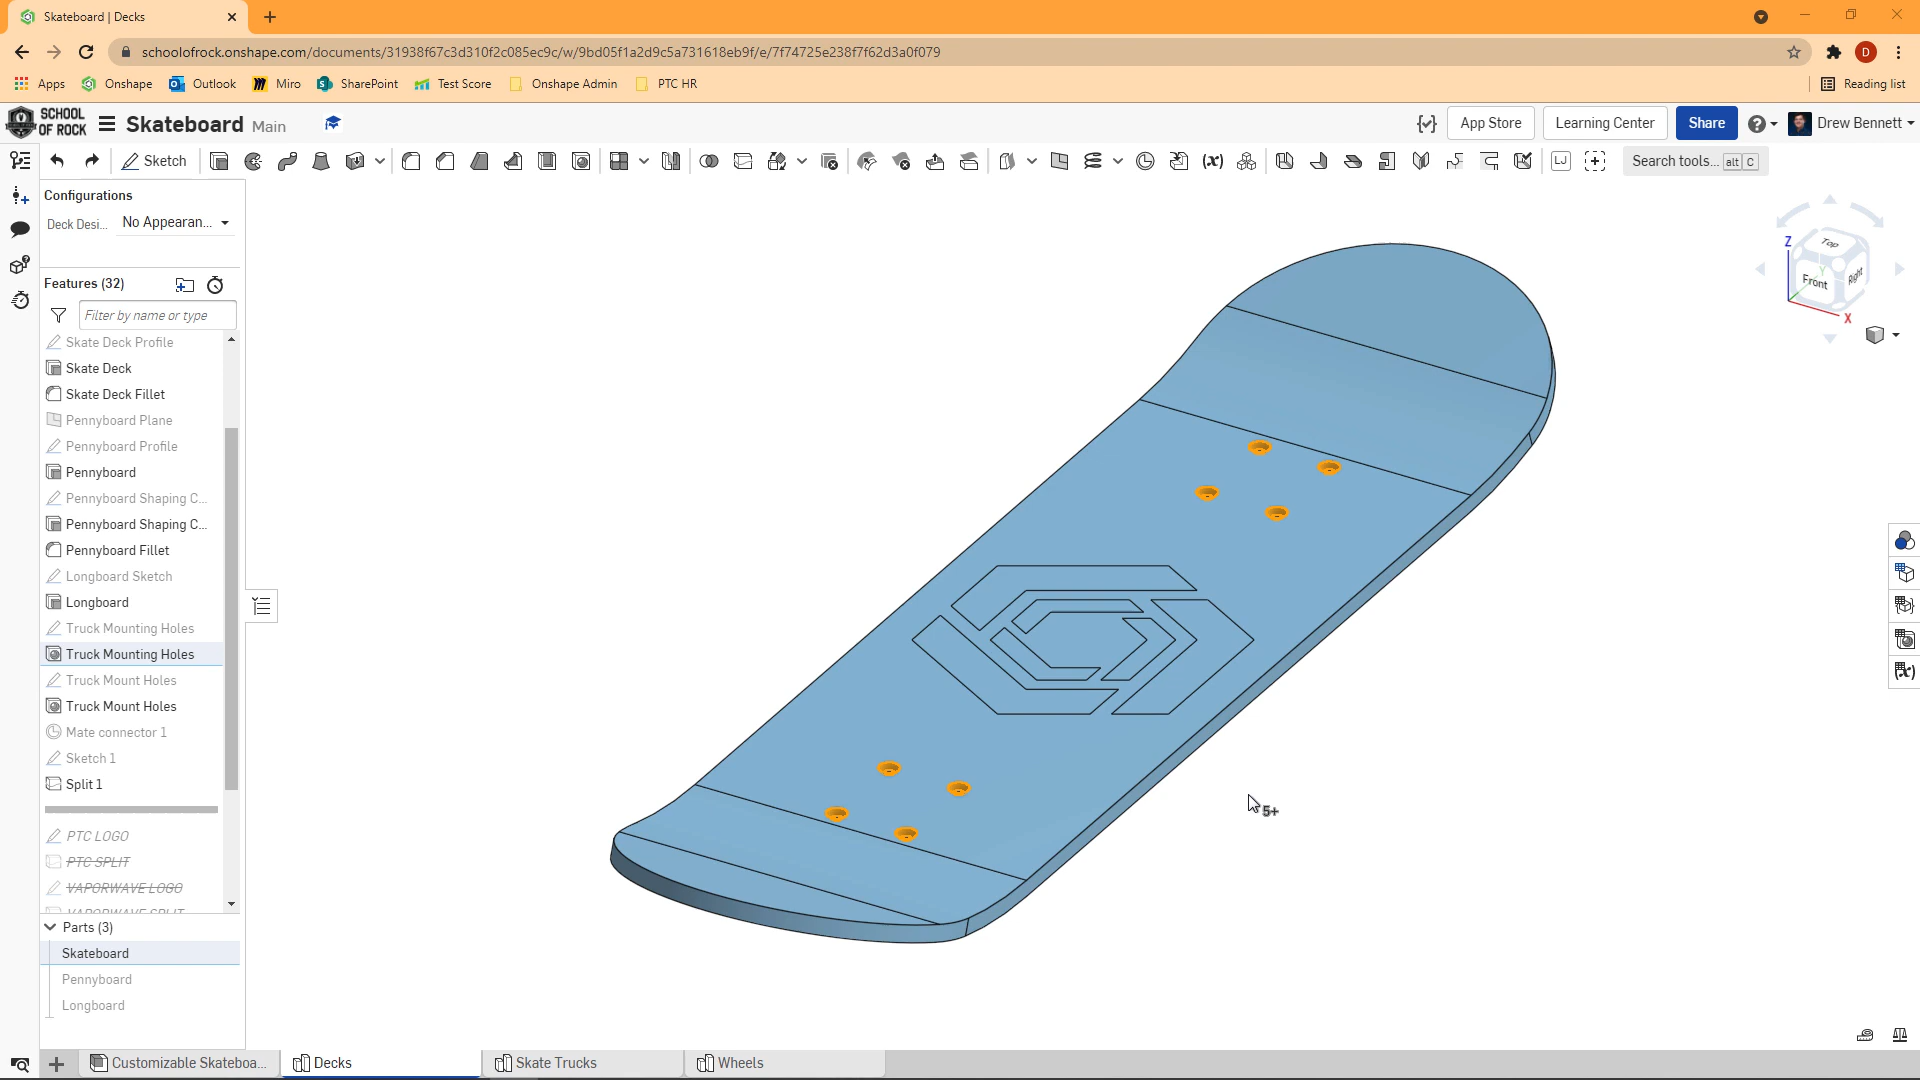 Skateboard | Decks
schoolofrock.onshape.com/documents/31938f67c3d310f2c085ec9c/w/9bd05f1a2d9c5a731618eb9f/e/7f74725e238f7f62d3a0f079
D
Apps Onshape Outlook Miro SharePoint Test Score Onshape Admin PTC HR Reading list
SCHOOL OF ROCK Skateboard Main App Store Learning Center Share Drew Bennett
Sketch Search tools... alt C
Configurations
Deck Desi... No Appearan...
Features (32)
Filter by name or type
Skate Deck Profile
Skate Deck
Skate Deck Fillet
Pennyboard Plane
Pennyboard Profile
Pennyboard
Pennyboard Shaping C...
Pennyboard Shaping C...
Pennyboard Fillet
Longboard Sketch
Longboard
Truck Mounting Holes
Truck Mounting Holes
Truck Mount Holes
Truck Mount Holes
Mate connector 1
Sketch 1
Split 1
PTC LOGO
PTC SPLIT
VAPORWAVE LOGO
VAPORWAVE SPLIT
Parts (3)
Skateboard
Pennyboard
Longboard
Top
Z
Y
Front
Right
X
5+
Customizable Skateboa... Decks Skate Trucks Wheels